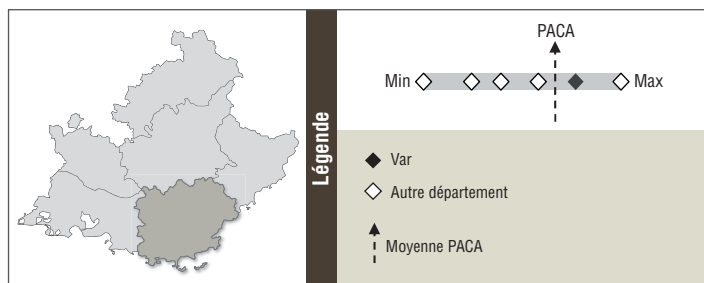 Légende
PACA
Min
Max
Var
Autre département
Moyenne PACA